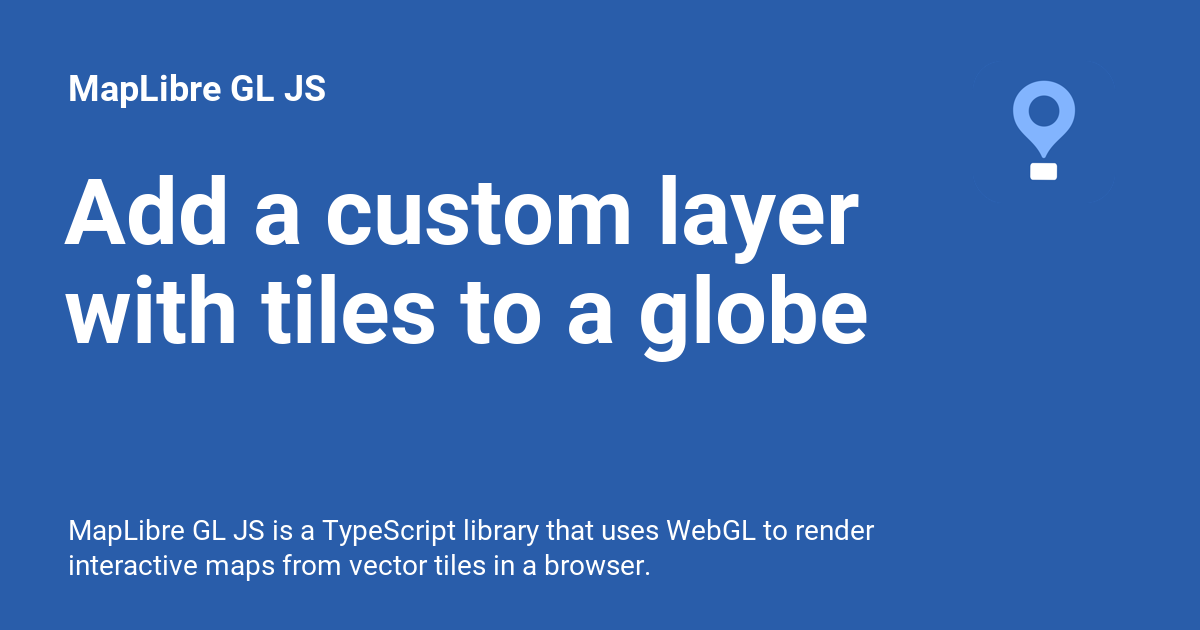 MapLibre GL JS
Add a custom layer
with tiles to a globe
MapLibre GL JS is a TypeScript library that uses WebGL to render
interactive maps from vector tiles in a browser.